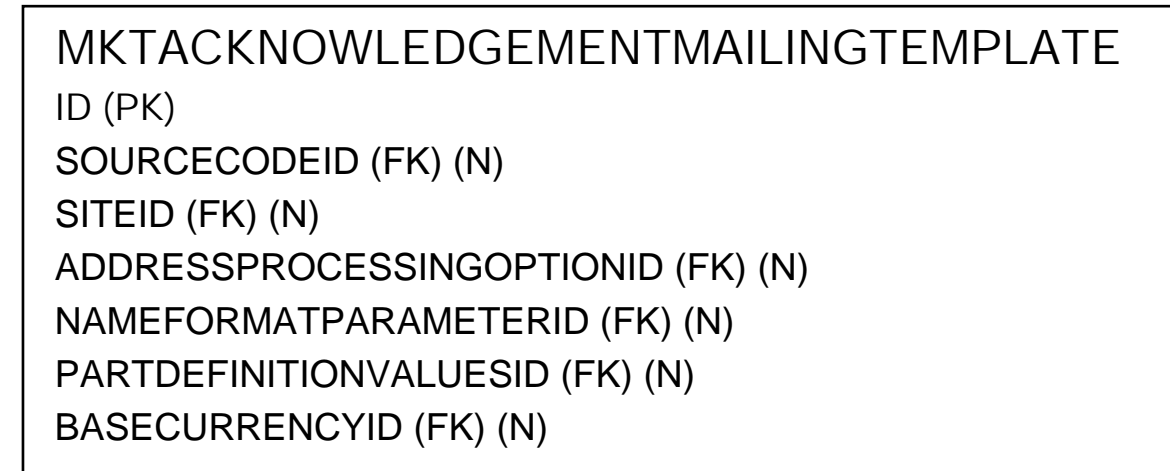 MKTACKNOWLEDGEMENTMAILINGTEMPLATE
ID (PK)
SOURCECODEID (FK) (N)
SITEID (FK) (N)
ADDRESSPROCESSINGOPTIONID (FK) (N)
NAMEFORMATPARAMETERID (FK) (N)
PARTDEFINITIONVALUESID (FK) (N)
BASECURRENCYID (FK) (N)